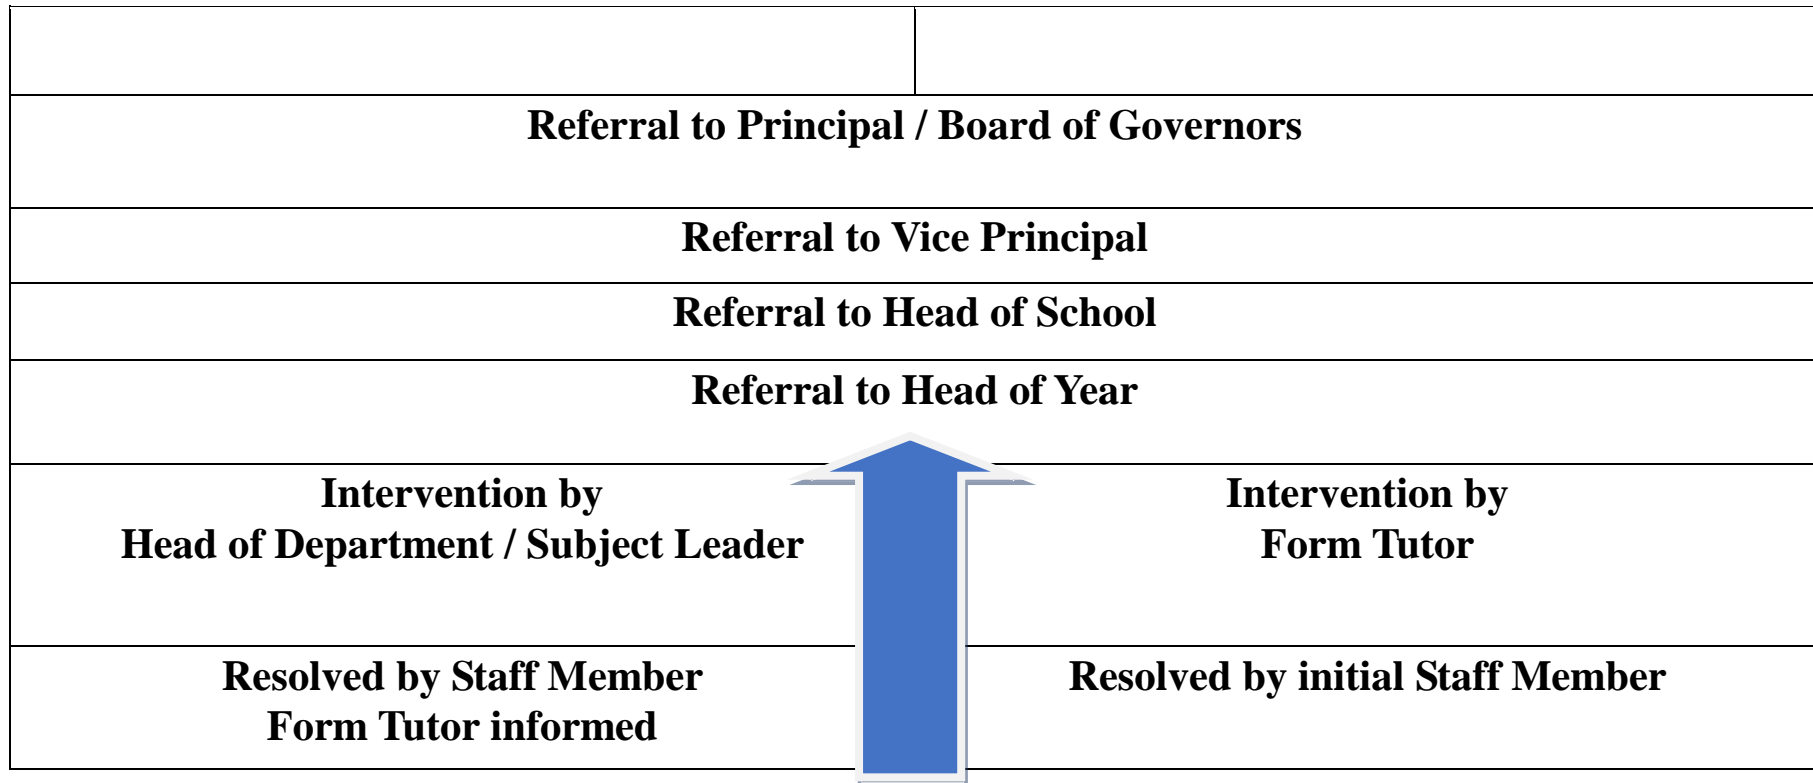 Referral to Principal / Board of Governors
Referral to Vice Principal
Referral to Head of School
Referral to Head of Year
Intervention by
Head of Department / Subject Leader
Intervention by
Form Tutor
Resolved by Staff Member
Form Tutor informed
Resolved by initial Staff Member